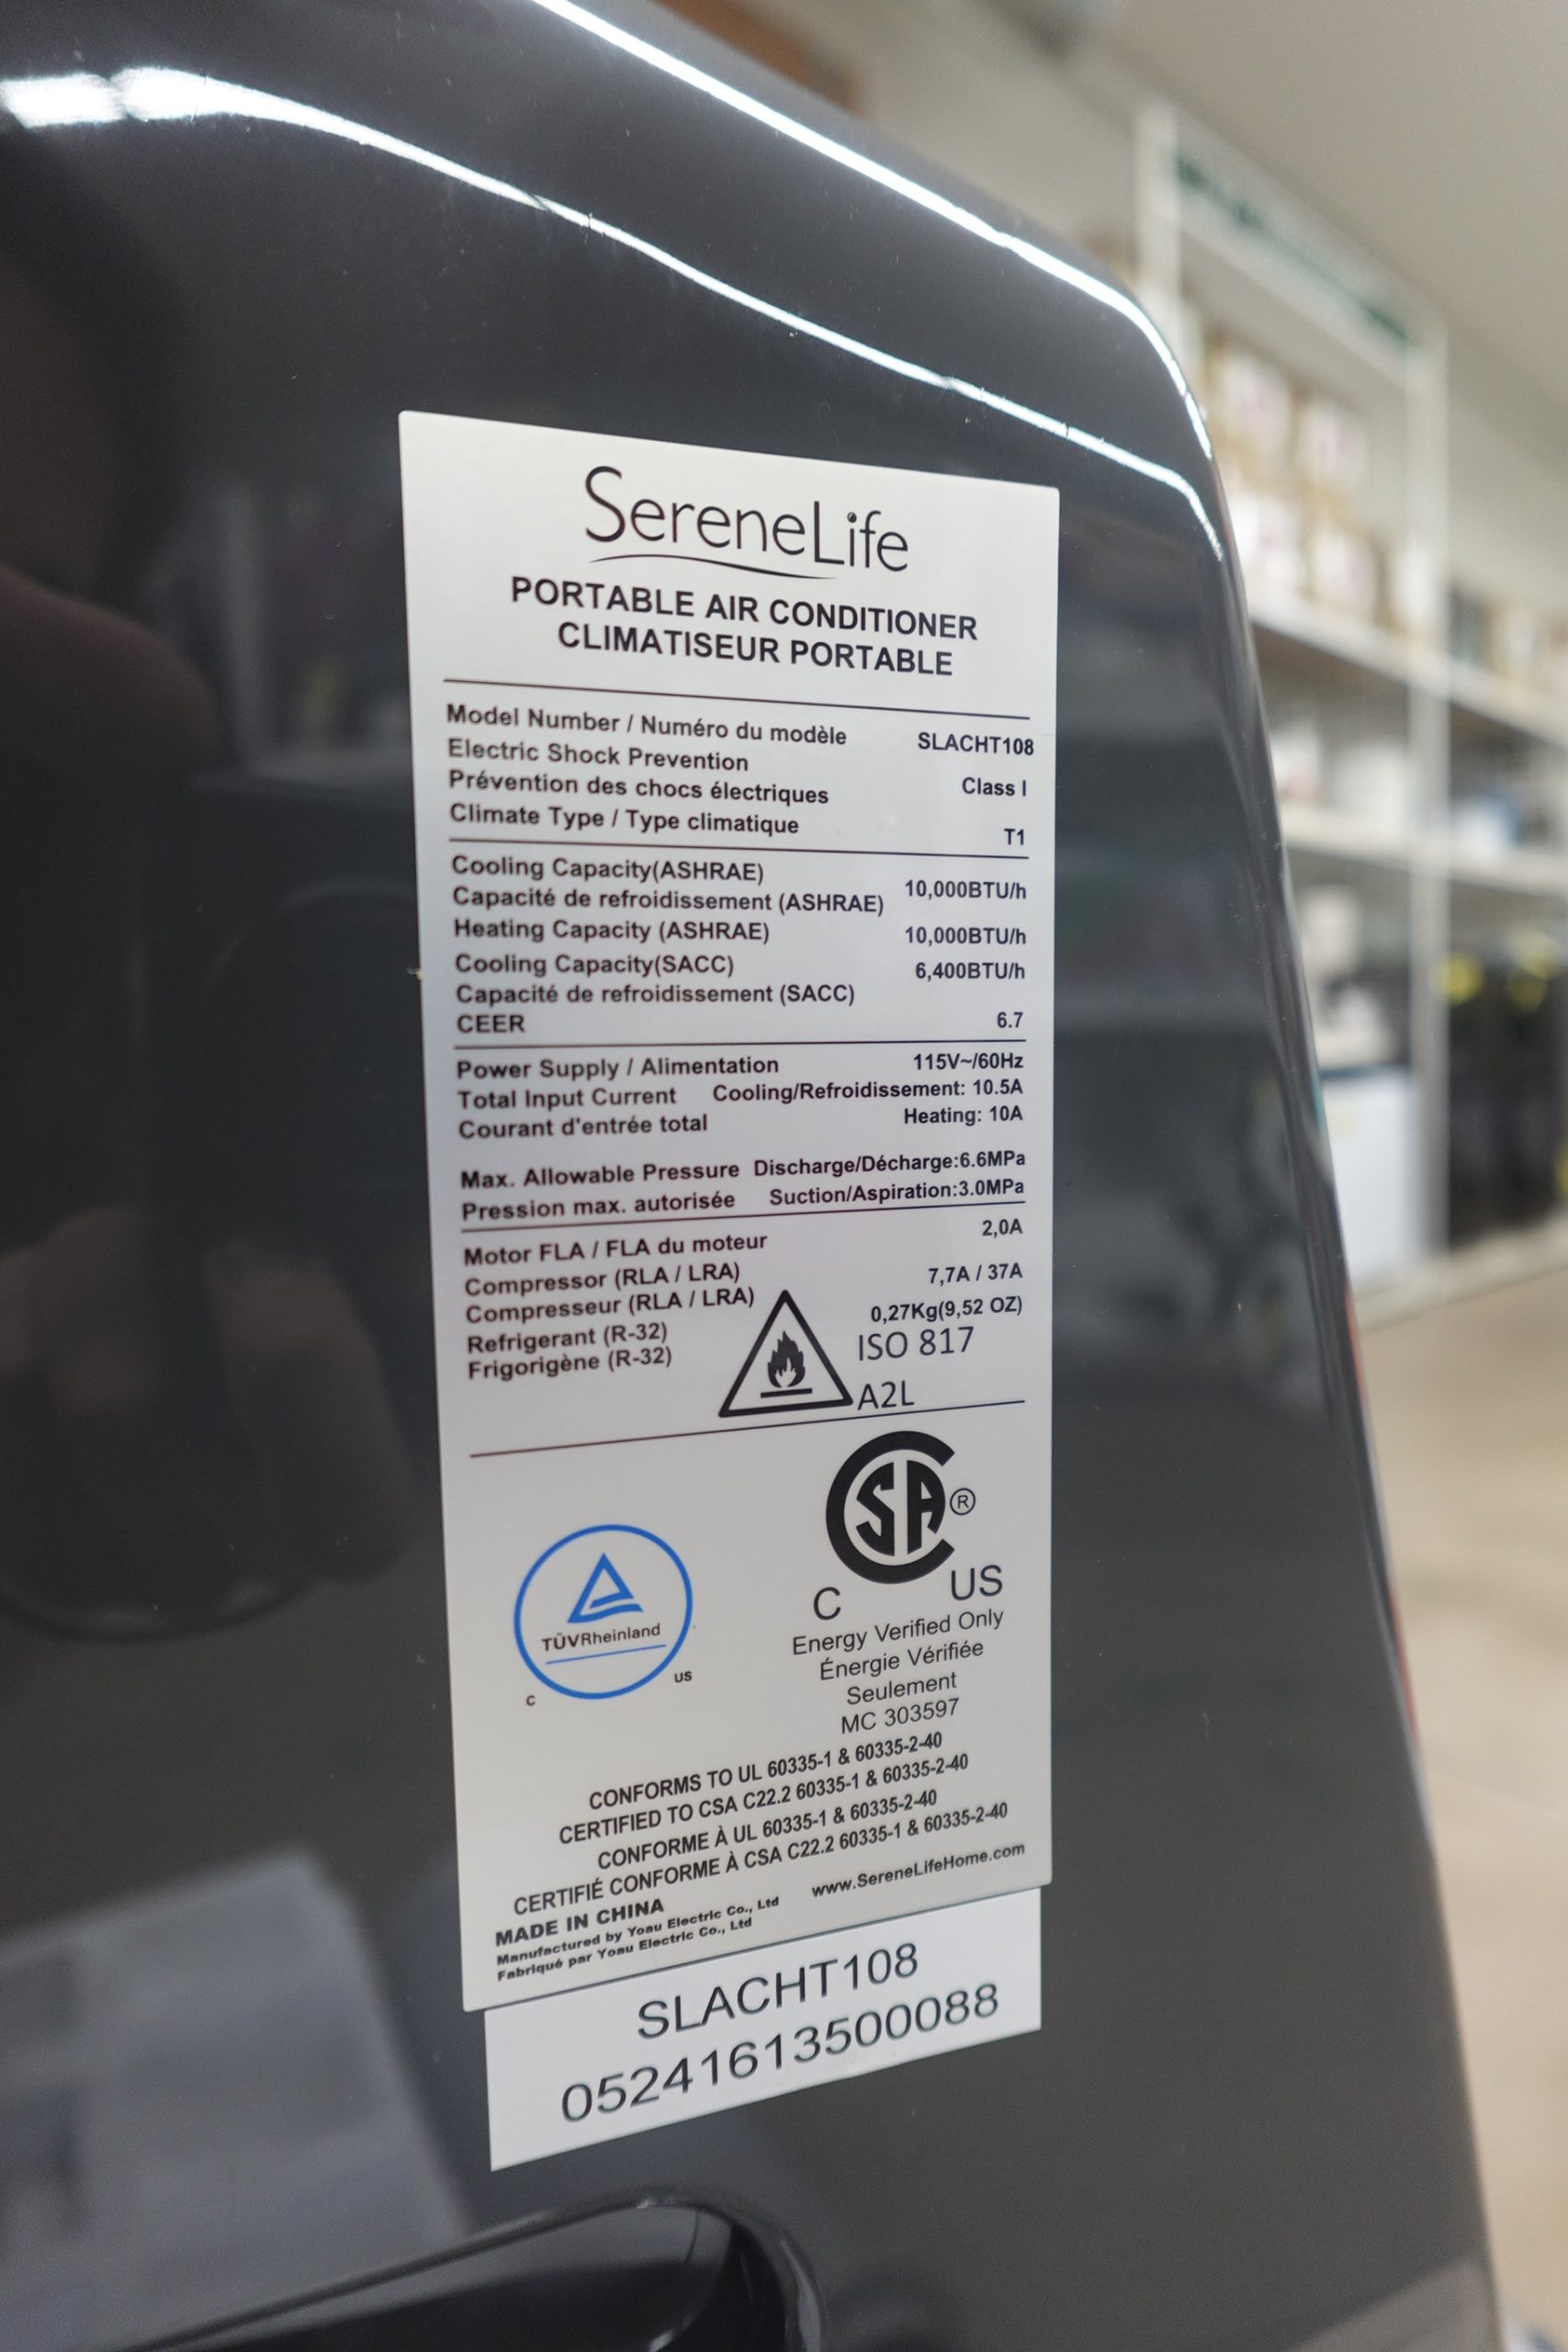 SereneLife
PORTABLE AIR CONDITIONER
CLIMATISEUR PORTABLE
Model Number / Numéro du modèle SLACHT108
Electric Shock Prevention
Prévention des chocs électriques Class I
Climate Type / Type climatique T1
Cooling Capacity(ASHRAE)
Capacité de refroidissement (ASHRAE) 10,000BTU/h
Heating Capacity (ASHRAE) 10,000BTU/h
Cooling Capacity(SACC) 6,400BTU/h
Capacité de refroidissement (SACC)
CEER 6.7
Power Supply / Alimentation 115V~/60Hz
Total Input Current Cooling/Refroidissement: 10.5A
Courant d'entrée total Heating: 10A
Max. Allowable Pressure Discharge/Décharge:6.6MPa
Pression max. autorisée Suction/Aspiration:3.0MPa
Motor FLA / FLA du moteur 2,0A
Compressor (RLA / LRA) 7,7A / 37A
Compresseur (RLA / LRA)
Refrigerant (R-32) 0,27Kg(9,52 OZ)
Frigorigène (R-32) ISO 817
A2L
TÜVRheinland
C US
CSA ®
C US
Energy Verified Only
Énergie Vérifiée
Seulement
MC 303597
CONFORMS TO UL 60335-1 & 60335-2-40
CERTIFIED TO CSA C22.2 60335-1 & 60335-2-40
CONFORME À UL 60335-1 & 60335-2-40
CERTIFIÉ CONFORME À CSA C22.2 60335-1 & 60335-2-40
MADE IN CHINA www.SereneLifeHome.com
Manufactured by Yoau Electric Co., Ltd
Fabriqué par Yoau Electric Co., Ltd
SLACHT108
05241613500088